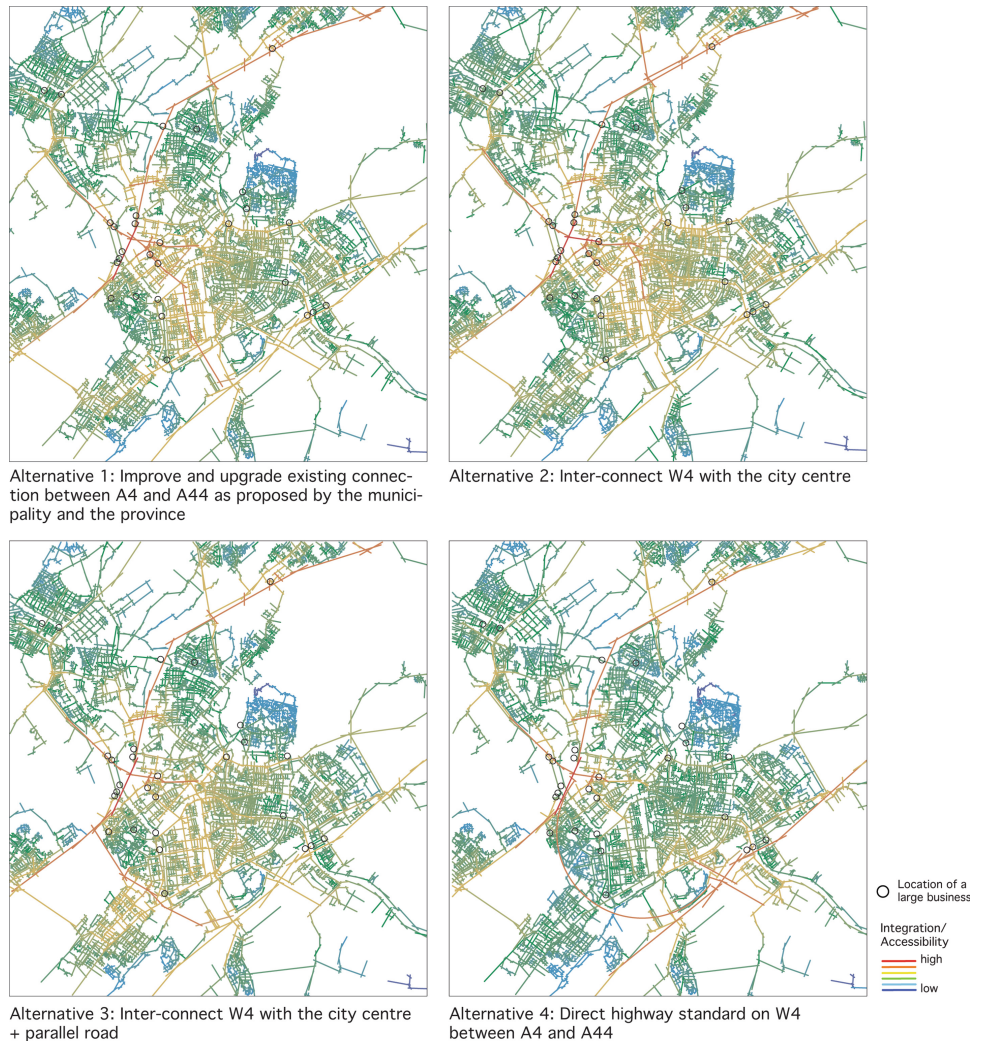 Alternative 1: Improve and upgrade existing connec-
tion between A4 and A44 as proposed by the munici-
pality and the province
Alternative 2: Inter-connect W4 with the city centre
Alternative 3: Inter-connect W4 with the city centre
+ parallel road
Alternative 4: Direct highway standard on W4
between A4 and A44
Location of a
large business
Integration/
Accessibility
high
low